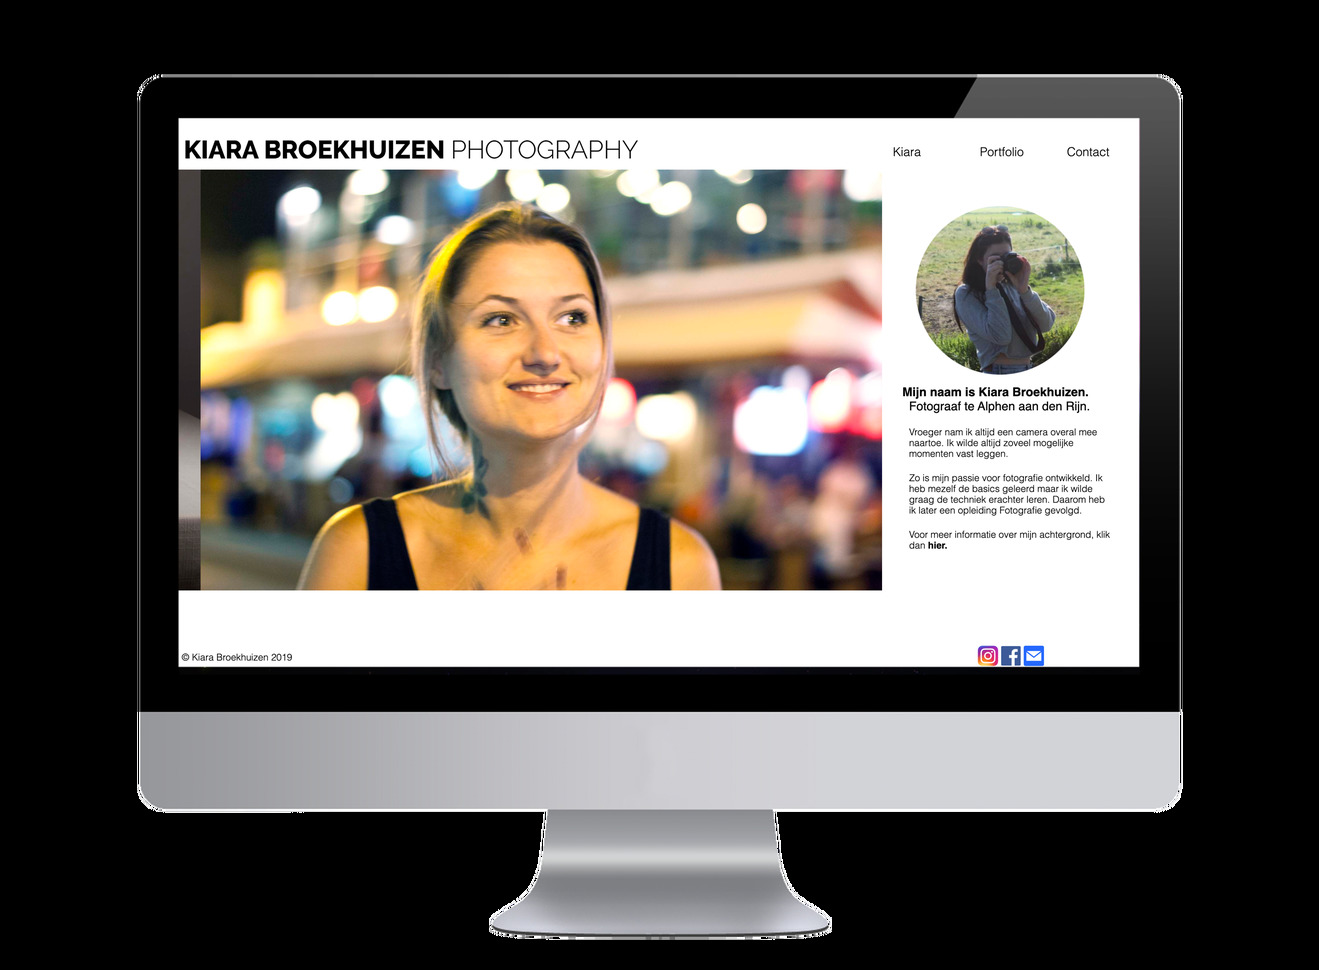 KIARA BROEKHUIZEN PHOTOGRAPHY
Kiara Portfolio Contact
Mijn naam is Kiara Broekhuizen.
Fotograaf te Alphen aan den Rijn.
Vroeger nam ik altijd een camera overal mee
naartoe. Ik wilde altijd zoveel mogelijke
momenten vast leggen.
Zo is mijn passie voor fotografie ontwikkeld. Ik
heb mezelf de basics geleerd maar ik wilde
graag de techniek erachter leren. Daarom heb
ik later een opleiding Fotografie gevolgd.
Voor meer informatie over mijn achtergrond, klik
dan hier.
© Kiara Broekhuizen 2019